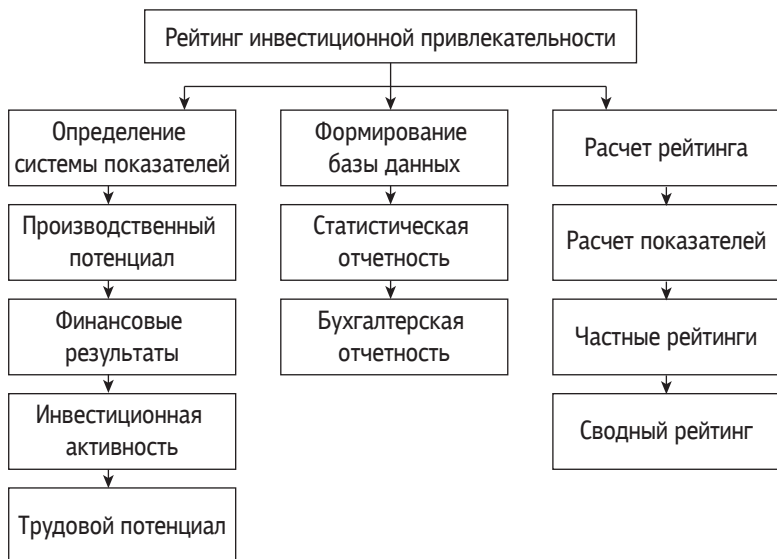 Рейтинг инвестиционной привлекательности
Определение
системы показателей
Производственный
потенциал
Финансовые
результаты
Инвестиционная
активность
Трудовой потенциал
Формирование
базы данных
Статистическая
отчетность
Бухгалтерская
отчетность
Расчет рейтинга
Расчет показателей
Частные рейтинги
Сводный рейтинг